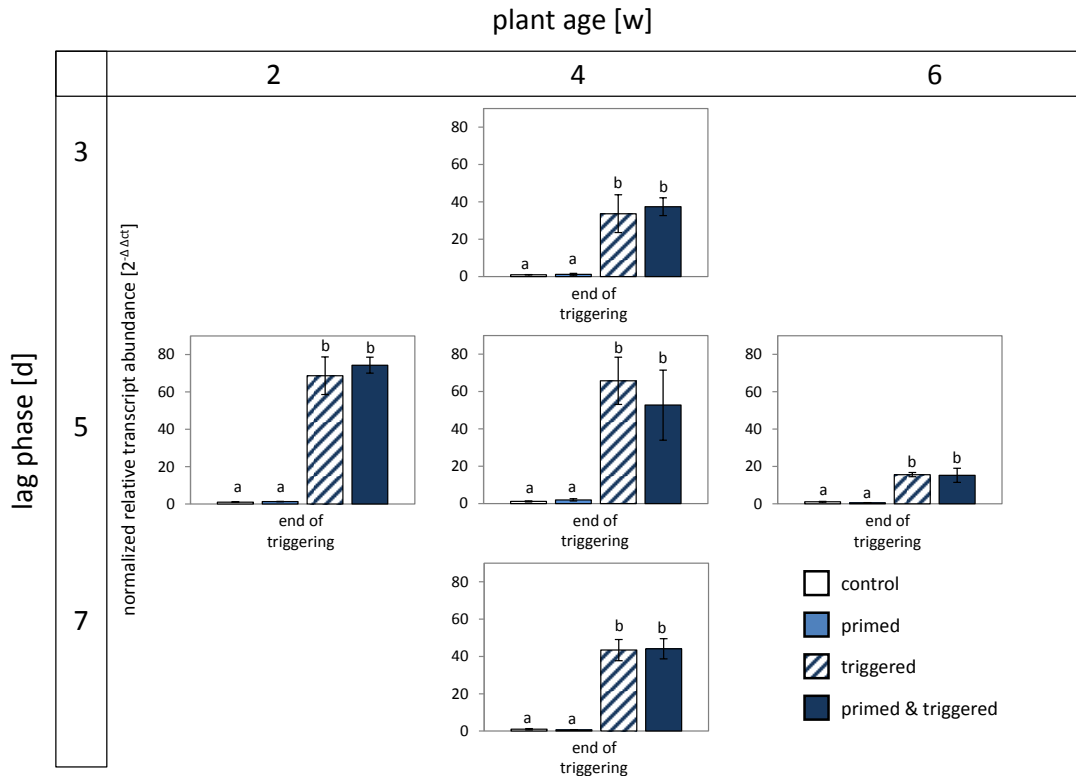 plant age [w]
2 4 6
lag phase [d]
3
5
7
normalized relative transcript abundance [2-Δ Δct]
80
60
40
20
0
a a b b
end of
triggering
80
60
40
20
0
a a b b
end of
triggering
80
60
40
20
0
a a b b
end of
triggering
80
60
40
20
0
a a b b
end of
triggering
80
60
40
20
0
a a b b
end of
triggering
control
primed
triggered
primed & triggered